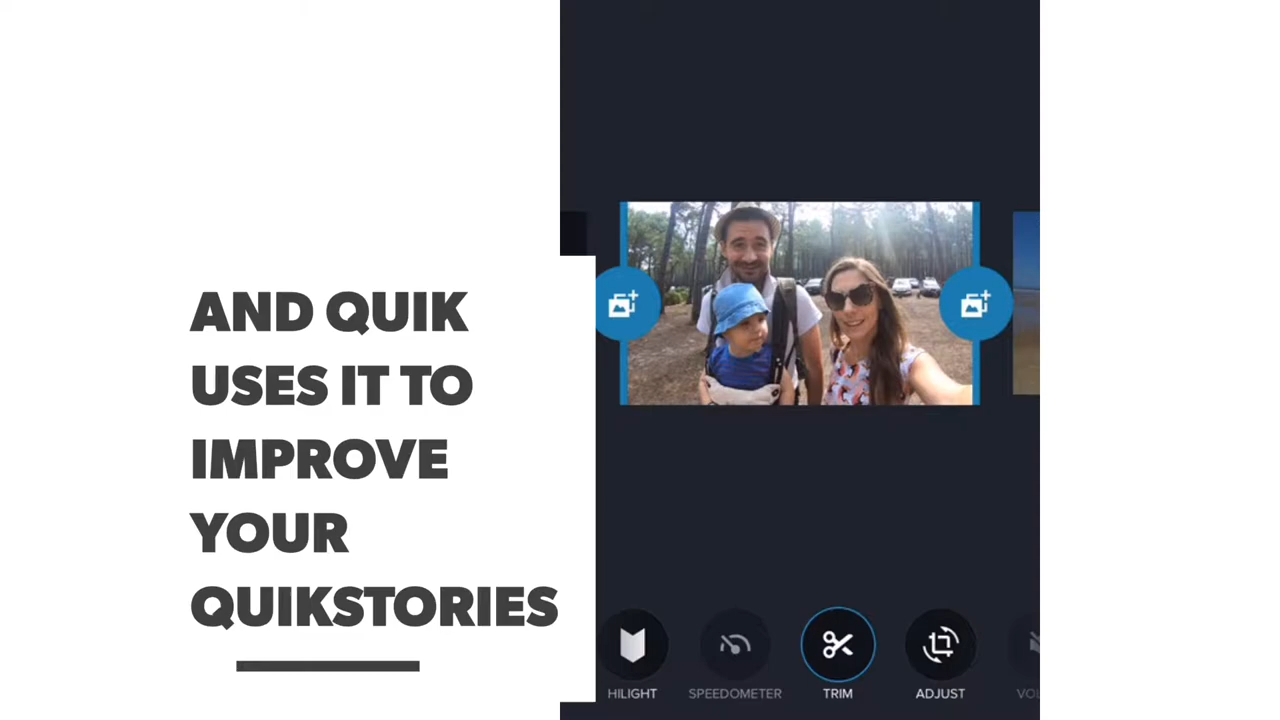 AND QUIK
USES IT TO
IMPROVE
YOUR
QUIKSTORIES
HILIGHT
SPEEDOMETER
TRIM
ADJUST